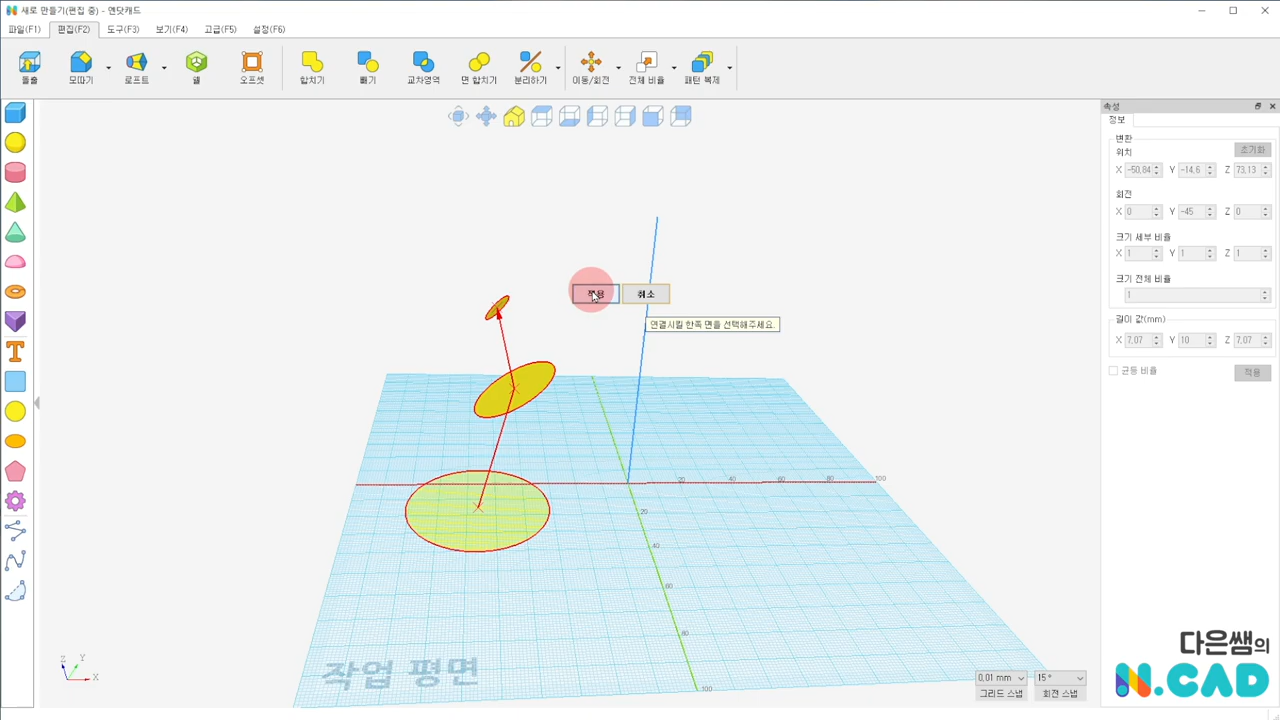 새로 만들기(편집 중) - 엔닷캐드
파일(F1) 편집(F2) 도구(F3) 보기(F4) 고급(F5) 설정(F6)
돌출 모따기 로프트 쉘 오프셋 합치기 빼기 교차영역 면 합치기 분리하기 이동/회전 전체 비율 패턴 복제
속성
정보
변환
위치 초기화
X -50,84 Y -14,6 Z 73,13
회전
X 0 Y -45 Z 0
크기 세부 비율
X 1 Y 1 Z 1
크기 전체 비율
1
길이 값(mm)
X 7,07 Y 10 Z 7,07
균등 비율 적용
적용 취소
연결시킬 한쪽 면을 선택해주세요.
20 40 60 80 100
20
40
60
80
100
작업 평면
Z Y X
0,01 mm 15°
그리드 스냅 회전 스냅
다은쌤의
N.CAD